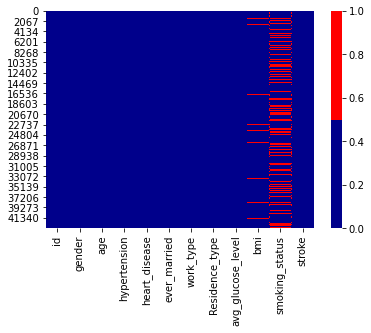 0
2067
4134
6201
8268
10335
12402
14469
16536
18603
20670
22737
24804
26871
28938
31005
33072
35139
37206
39273
41340
id
gender
age
hypertension
heart_disease
ever_married
work_type
Residence_type
avg_glucose_level
bmi
smoking_status
stroke
1.0
0.8
0.6
0.4
0.2
0.0